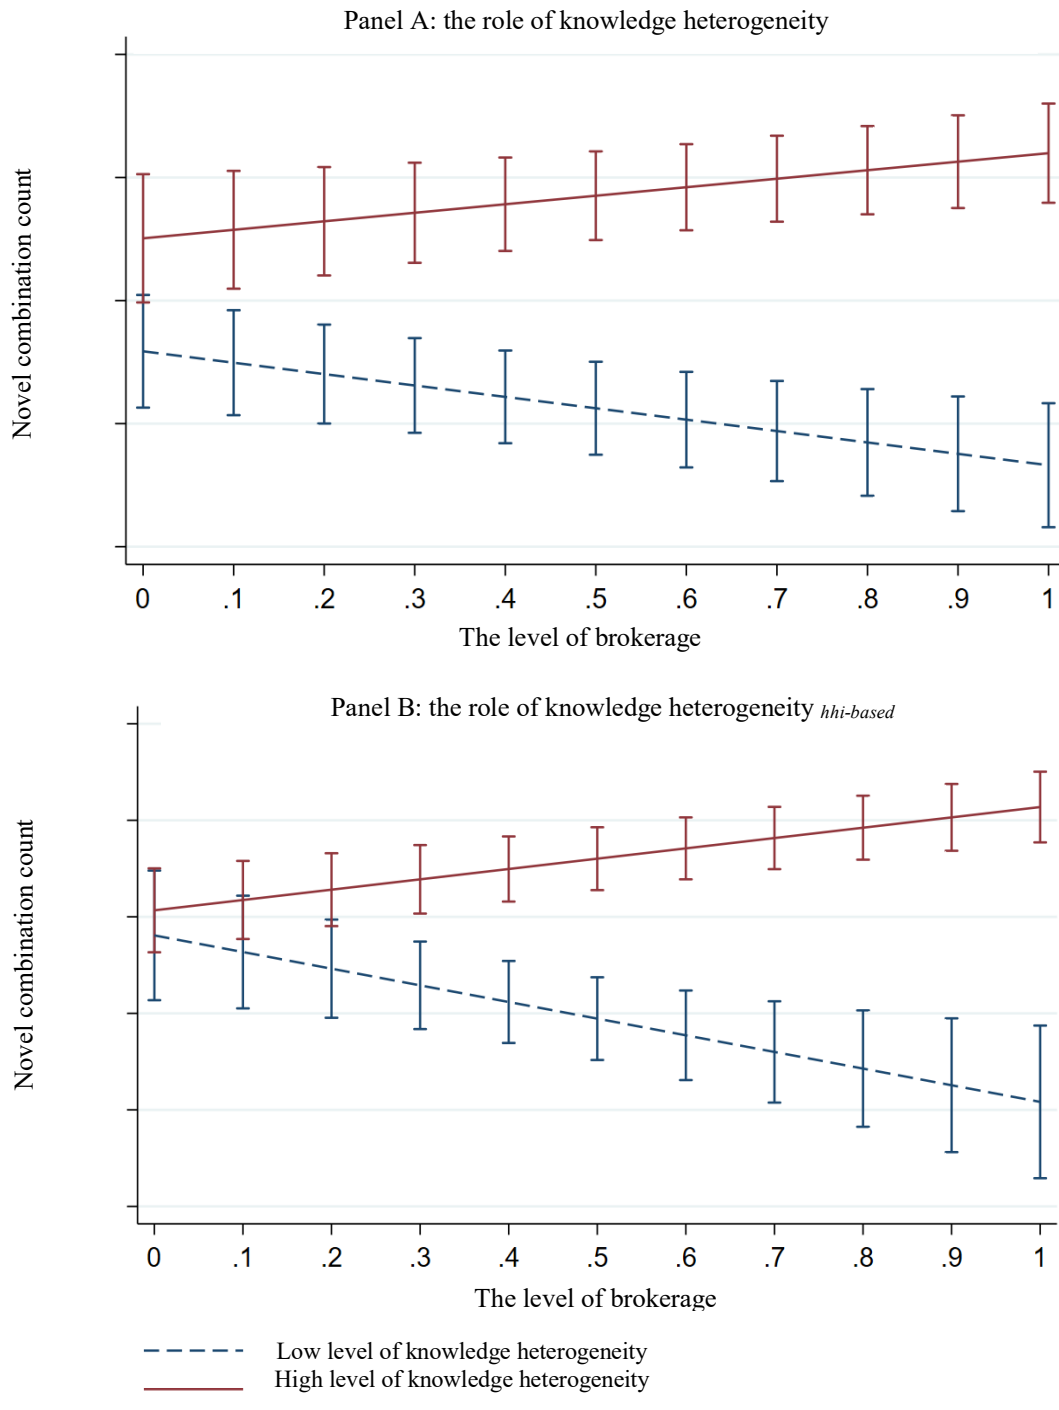 Panel A: the role of knowledge heterogeneity
Novel combination count
0 .1 .2 .3 .4 .5 .6 .7 .8 .9 1
The level of brokerage
Panel B: the role of knowledge heterogeneity hhi-based
Novel combination count
0 .1 .2 .3 .4 .5 .6 .7 .8 .9 1
The level of brokerage
Low level of knowledge heterogeneity
High level of knowledge heterogeneity